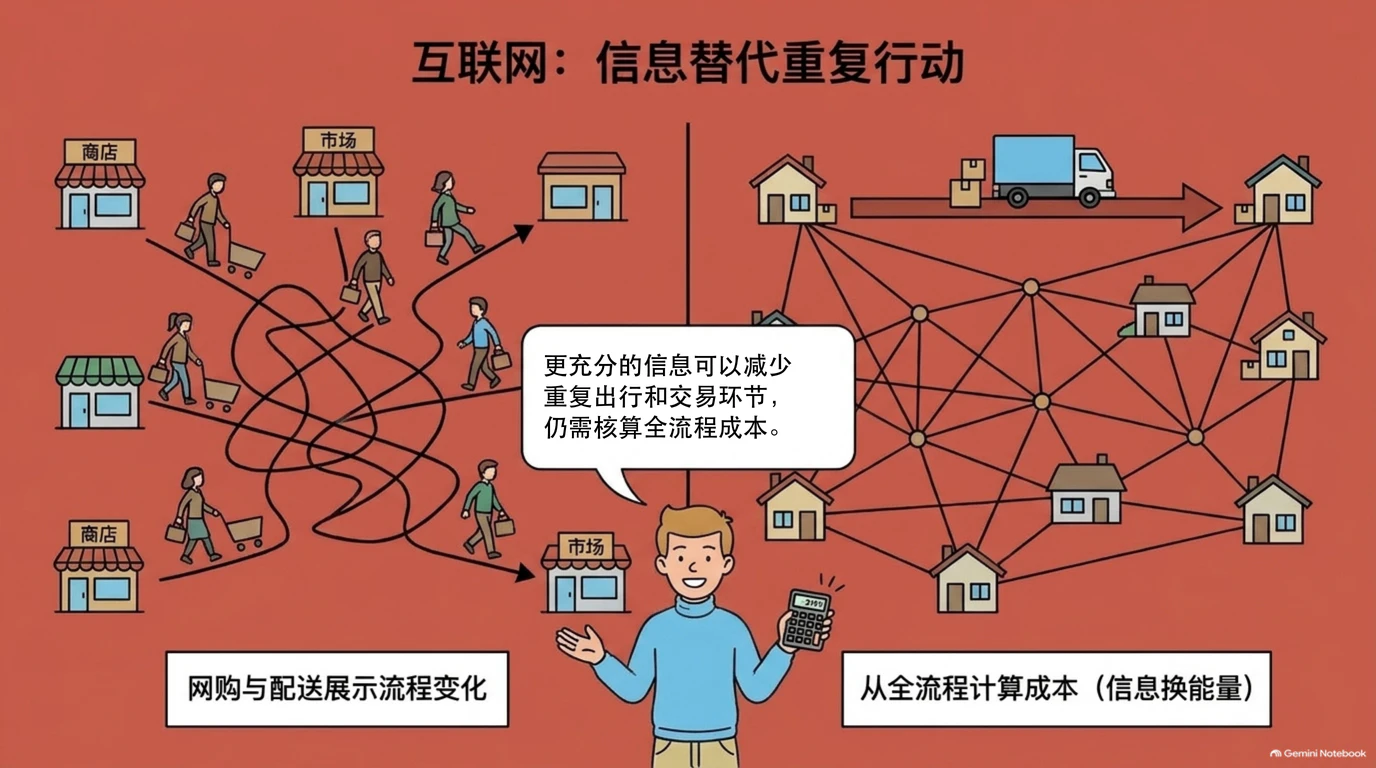 互联网：信息替代重复行动
商店
市场
更充分的信息可以减少
重复出行和交易环节，
仍需核算全流程成本。
商店
市场
网购与配送展示流程变化
从全流程计算成本（信息换能量）
Gemini Notebook